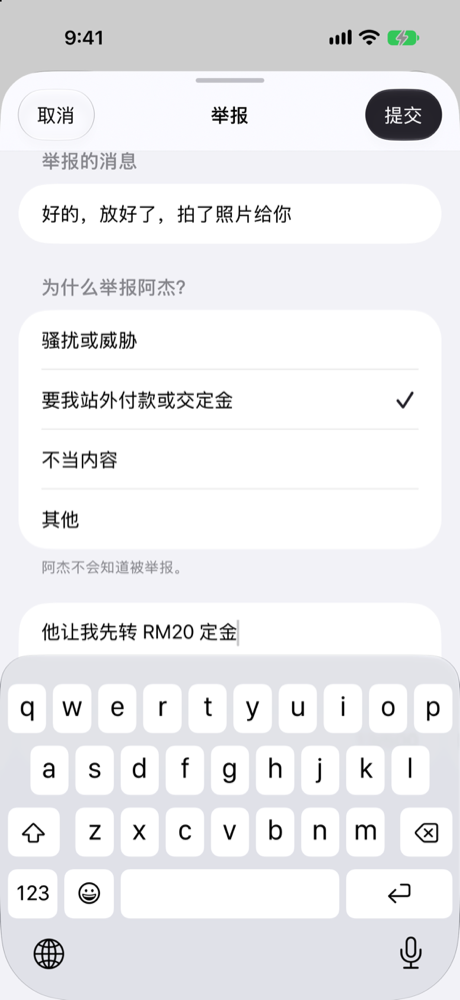 9:41
取消
举报
提交
举报的消息
好的，放好了，拍了照片给你
为什么举报阿杰?
骚扰或威胁
要我站外付款或交定金
不当内容
其他
阿杰不会知道被举报。
他让我先转 RM20 定金
q w e r t y u i o p
a s d f g h j k l
z x c v b n m
123